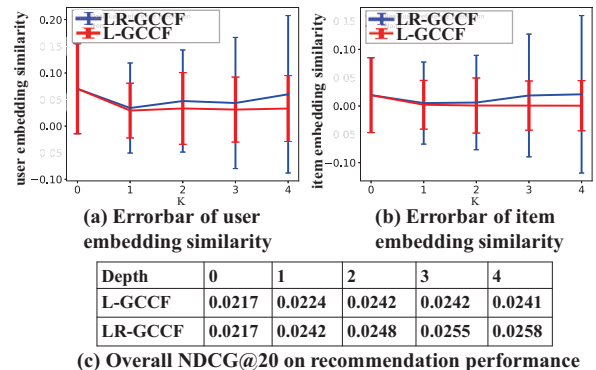 LR-GCCF
L-GCCF
user embedding similarity
0.20
0.15
0.10
0.05
0.00
0.05
−0.10
0 1 2 3 4
K
(a) Errorbar of user
embedding similarity
LR-GCCF
L-GCCF
item embedding similarity
0.15
0.10
0.05
0.00
0.05
−0.10
0 1 2 3 4
K
(b) Errorbar of item
embedding similarity
Depth 0 1 2 3 4
L-GCCF 0.0217 0.0224 0.0242 0.0242 0.0241
LR-GCCF 0.0217 0.0242 0.0248 0.0255 0.0258
(c) Overall NDCG@20 on recommendation performance